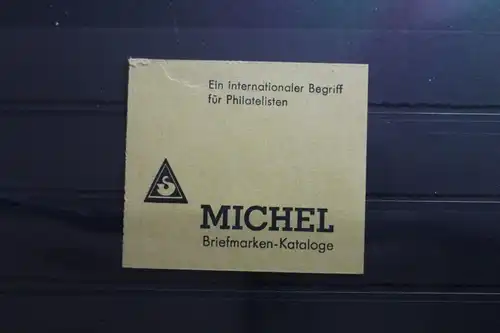 Ein internationaler Begriff
für Philatelisten
MICHEL
Briefmarken-Kataloge